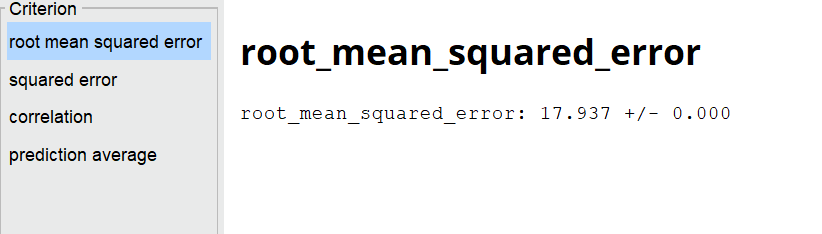 Criterion
root mean squared error
squared error
correlation
prediction average
root_mean_squared_error
root_mean_squared_error: 17.937 +/- 0.000